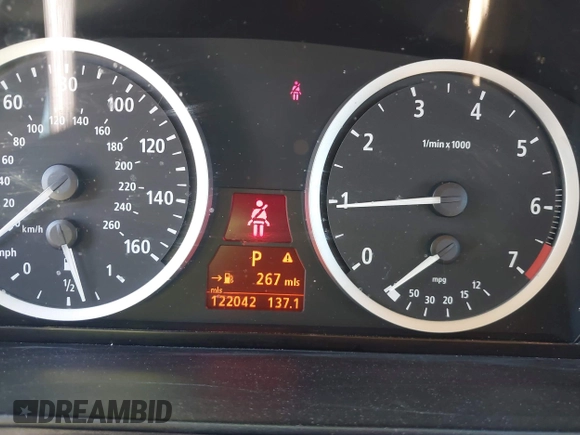 60 80 100 120 140 160
100 120 140 160 180 200 220 240 260
80 60 40 20
40 20
km/h
mph
0 1/2 1
0 1 2 3 4 5 6 7
1/min x 1000
mpg
50 30 20 15 12
P
267 mls
mls
122042 137.1
DREAMBID